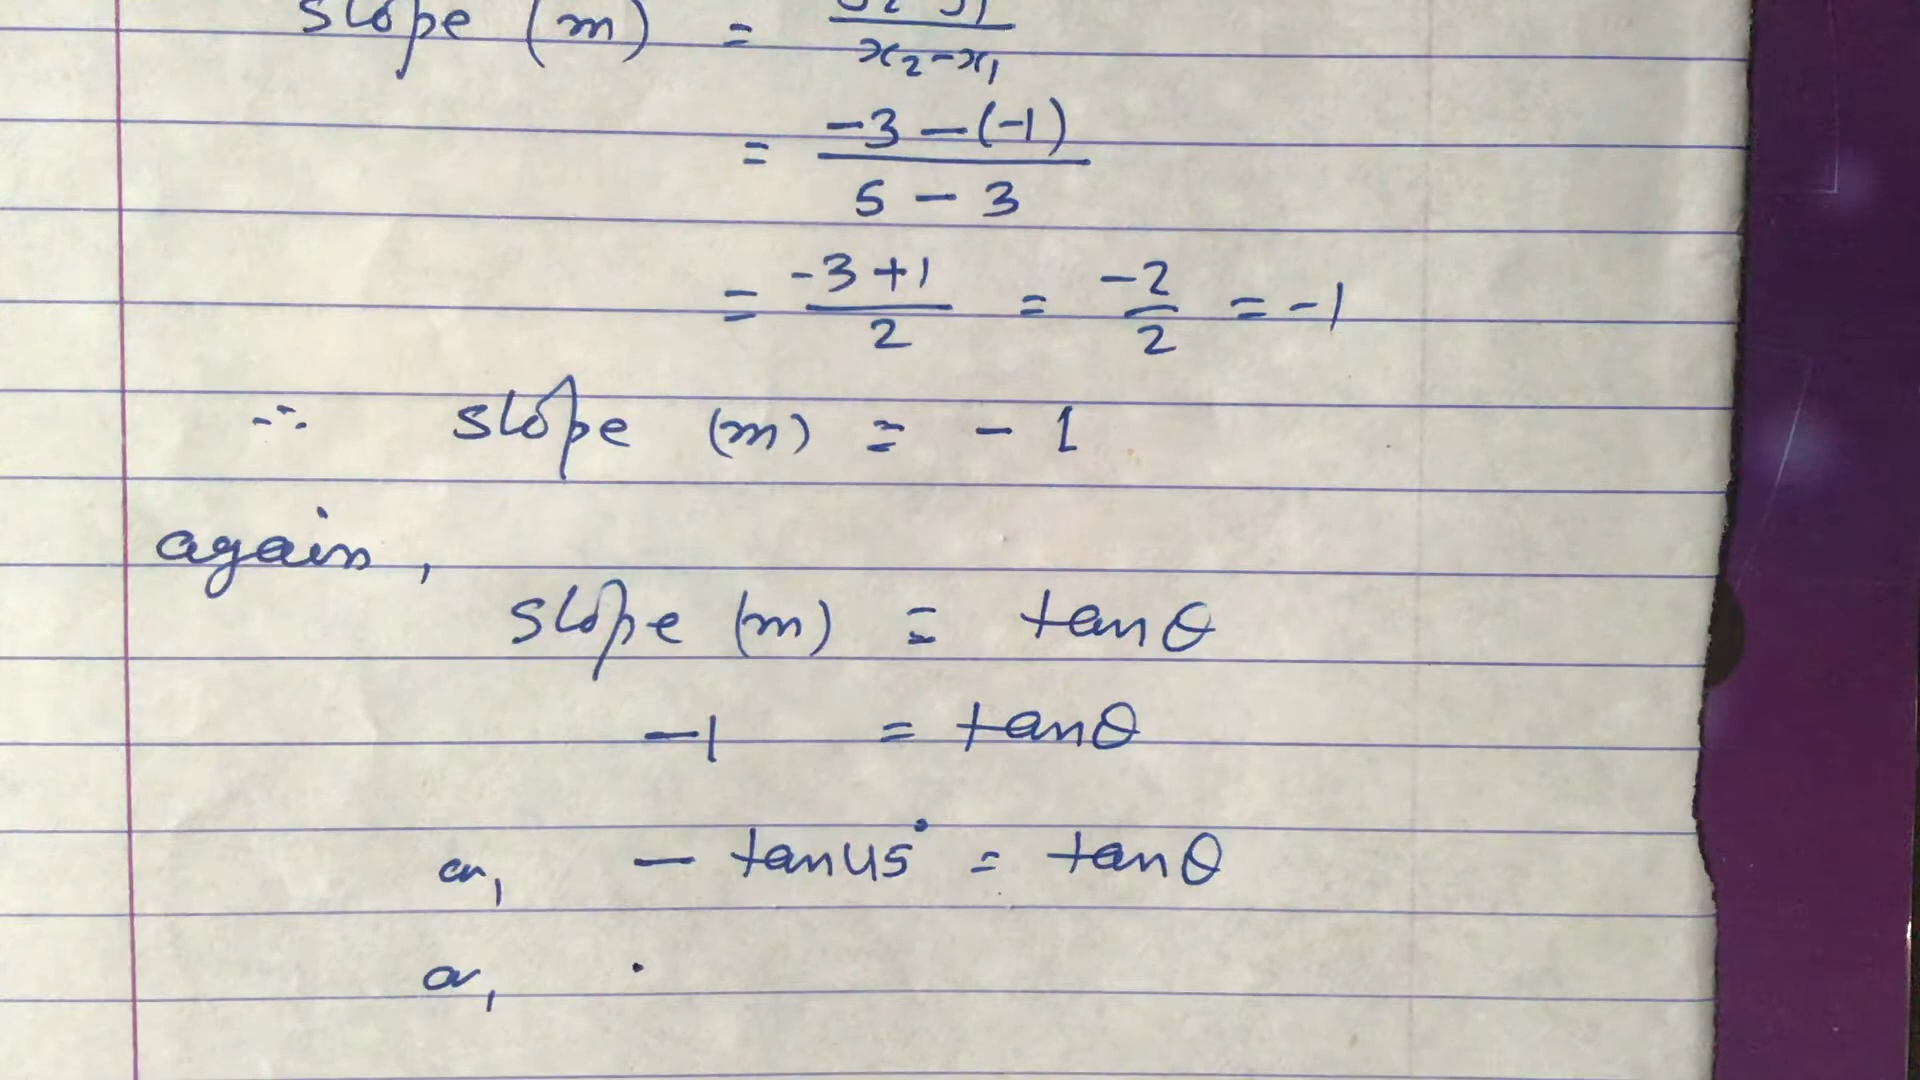 slope (m) = y₂-y₁ / x₂-x₁
= -3-(-1) / 5-3
= -3+1 / 2 = -2 / 2 = -1
∴ slope (m) = -1
again,
slope (m) = tanθ
-1 = tanθ
or, - tan45° = tanθ
or,